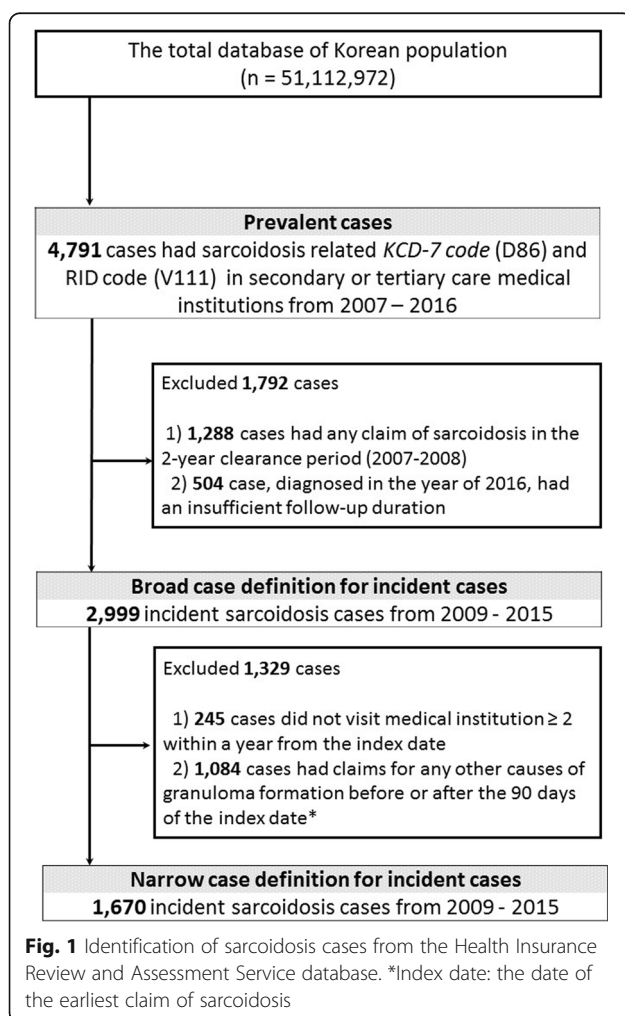 The total database of Korean population
(n = 51,112,972)
Prevalent cases
4,791 cases had sarcoidosis related KCD-7 code (D86) and
RID code (V111) in secondary or tertiary care medical
institutions from 2007 – 2016
Excluded 1,792 cases
1) 1,288 cases had any claim of sarcoidosis in the
2-year clearance period (2007-2008)
2) 504 case, diagnosed in the year of 2016, had
an insufficient follow-up duration
Broad case definition for incident cases
2,999 incident sarcoidosis cases from 2009 - 2015
Excluded 1,329 cases
1) 245 cases did not visit medical institution ≥ 2
within a year from the index date
2) 1,084 cases had claims for any other causes of
granuloma formation before or after the 90 days
of the index date*
Narrow case definition for incident cases
1,670 incident sarcoidosis cases from 2009 - 2015
Fig. 1 Identification of sarcoidosis cases from the Health Insurance
Review and Assessment Service database. *Index date: the date of
the earliest claim of sarcoidosis